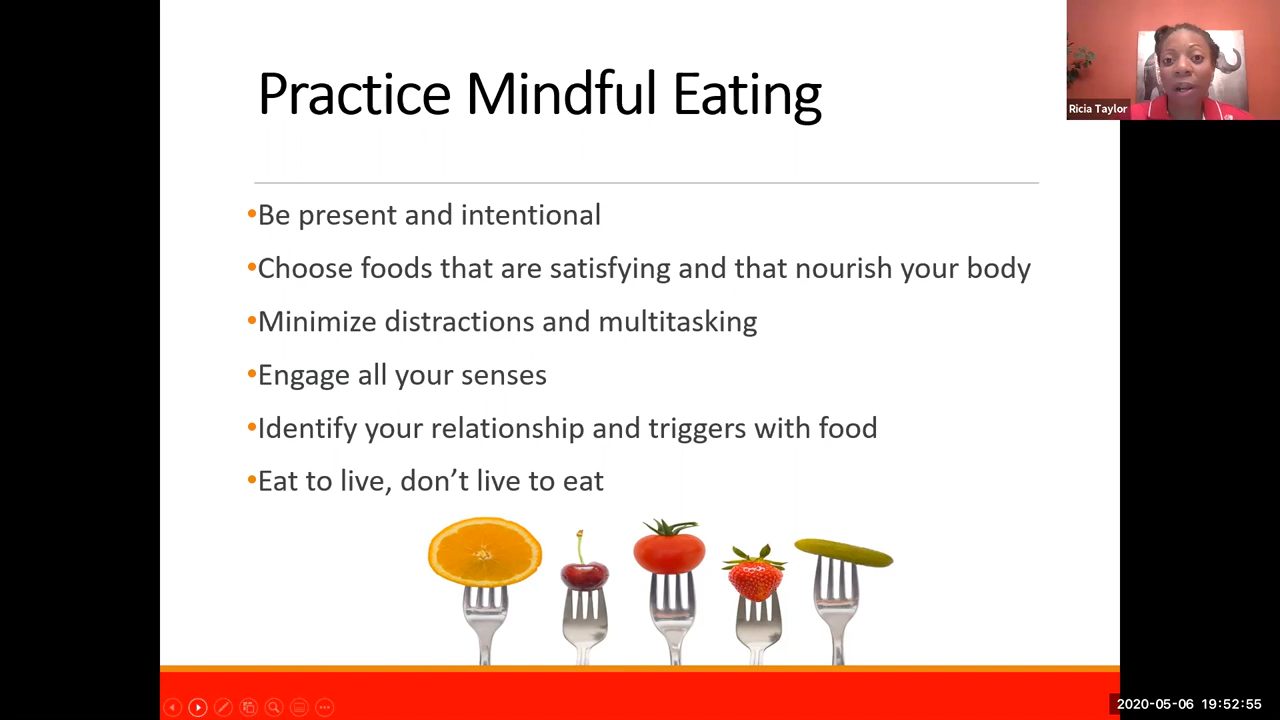 Practice Mindful Eating
Ricia Taylor
•Be present and intentional
•Choose foods that are satisfying and that nourish your body
•Minimize distractions and multitasking
•Engage all your senses
•Identify your relationship and triggers with food
•Eat to live, don’t live to eat
2020-05-06 19:52:55